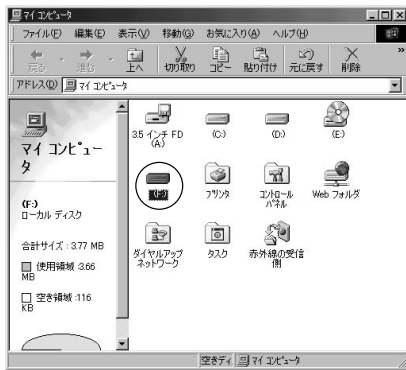 マイ コンピュータ
ファイル(F) 編集(E) 表示(V) 移動(G) お気に入り(A) ヘルプ(H)
戻る 進む 上へ 切り取り コピー 貼り付け 元に戻す 削除 »
アドレス(D) マイ コンピュータ
マイ コンピュー
タ
(F:)
ローカル ディスク
合計サイズ : 3.77 MB
使用領域 :3.66
MB
空き領域 :116
KB
3.5 インチ FD
(A:)
(C:)
(D:)
(E:)
プリンタ
コントロール
パネル
Web フォルダ
ダイヤルアップ
ネットワーク
タスク
赤外線の受信
側
空きディ マイ コンピュータ